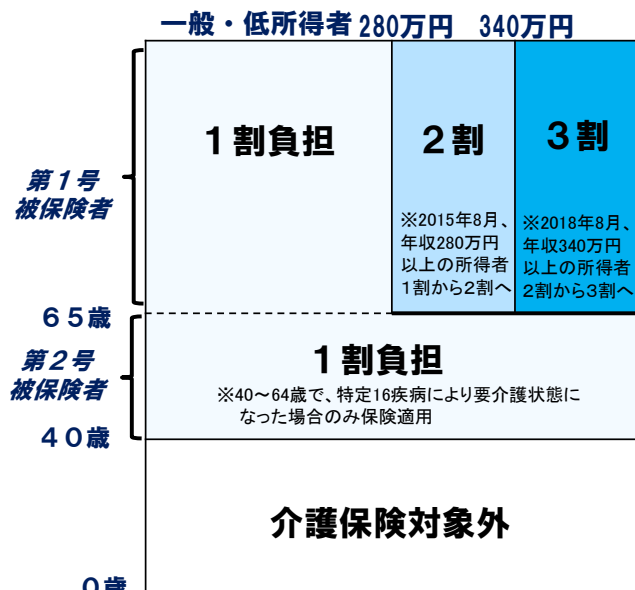 一般・低所得者 280万円 340万円
1割負担 2割 3割
第1号
被保険者
※2015年8月、
年収280万円
以上の所得者
1割から2割へ
※2018年8月、
年収340万円
以上の所得者
2割から3割へ
65歳
第2号
被保険者
1割負担
※40～64歳で、特定16疾病により要介護状態に
なった場合のみ保険適用
40歳
介護保険対象外
0歳